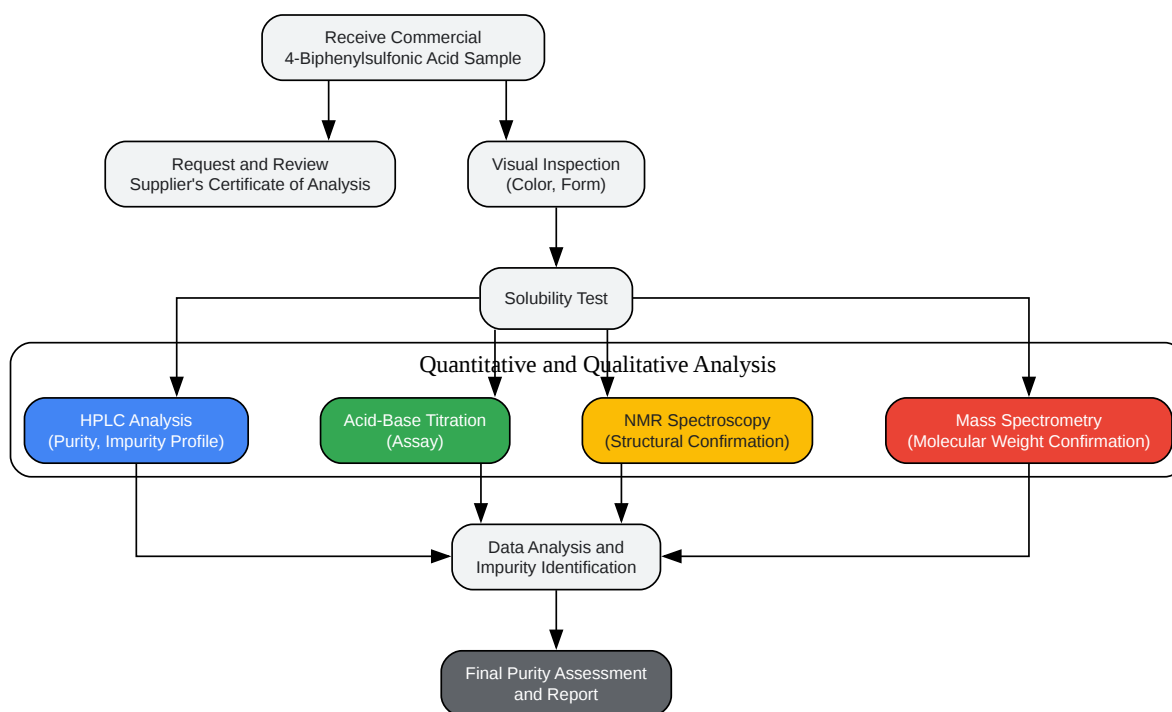 Receive Commercial
4-Biphenylsulfonic Acid Sample
Request and Review
Supplier's Certificate of Analysis
Visual Inspection
(Color, Form)
Solubility Test
Quantitative and Qualitative Analysis
HPLC Analysis
(Purity, Impurity Profile)
Acid-Base Titration
(Assay)
NMR Spectroscopy
(Structural Confirmation)
Mass Spectrometry
(Molecular Weight Confirmation)
Data Analysis and
Impurity Identification
Final Purity Assessment
and Report